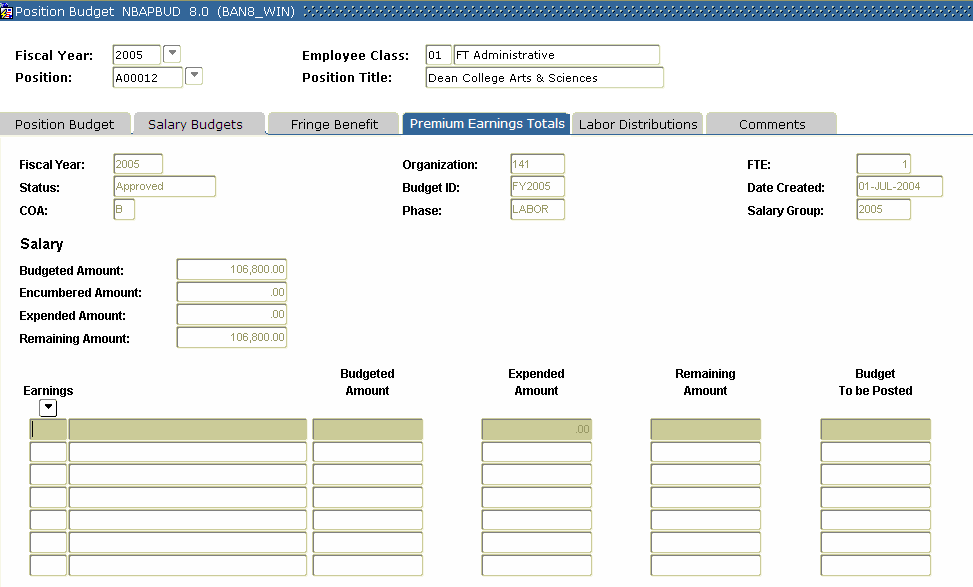 Position Budget NBAPBUD 8.0 (BAN8_WIN)
Fiscal Year: 2005 Employee Class: 01 FT Administrative
Position: A00012 Position Title: Dean College Arts & Sciences
Position Budget Salary Budgets Fringe Benefit Premium Earnings Totals Labor Distributions Comments
Fiscal Year: 2005 Organization: 141 FTE: 1
Status: Approved Budget ID: FY2005 Date Created: 01-JUL-2004
COA: B Phase: LABOR Salary Group: 2005
Salary
Budgeted Amount: 106,800.00
Encumbered Amount: .00
Expended Amount: .00
Remaining Amount: 106,800.00
Budgeted Expended Remaining Budget
Earnings Amount Amount Amount To be Posted
.00